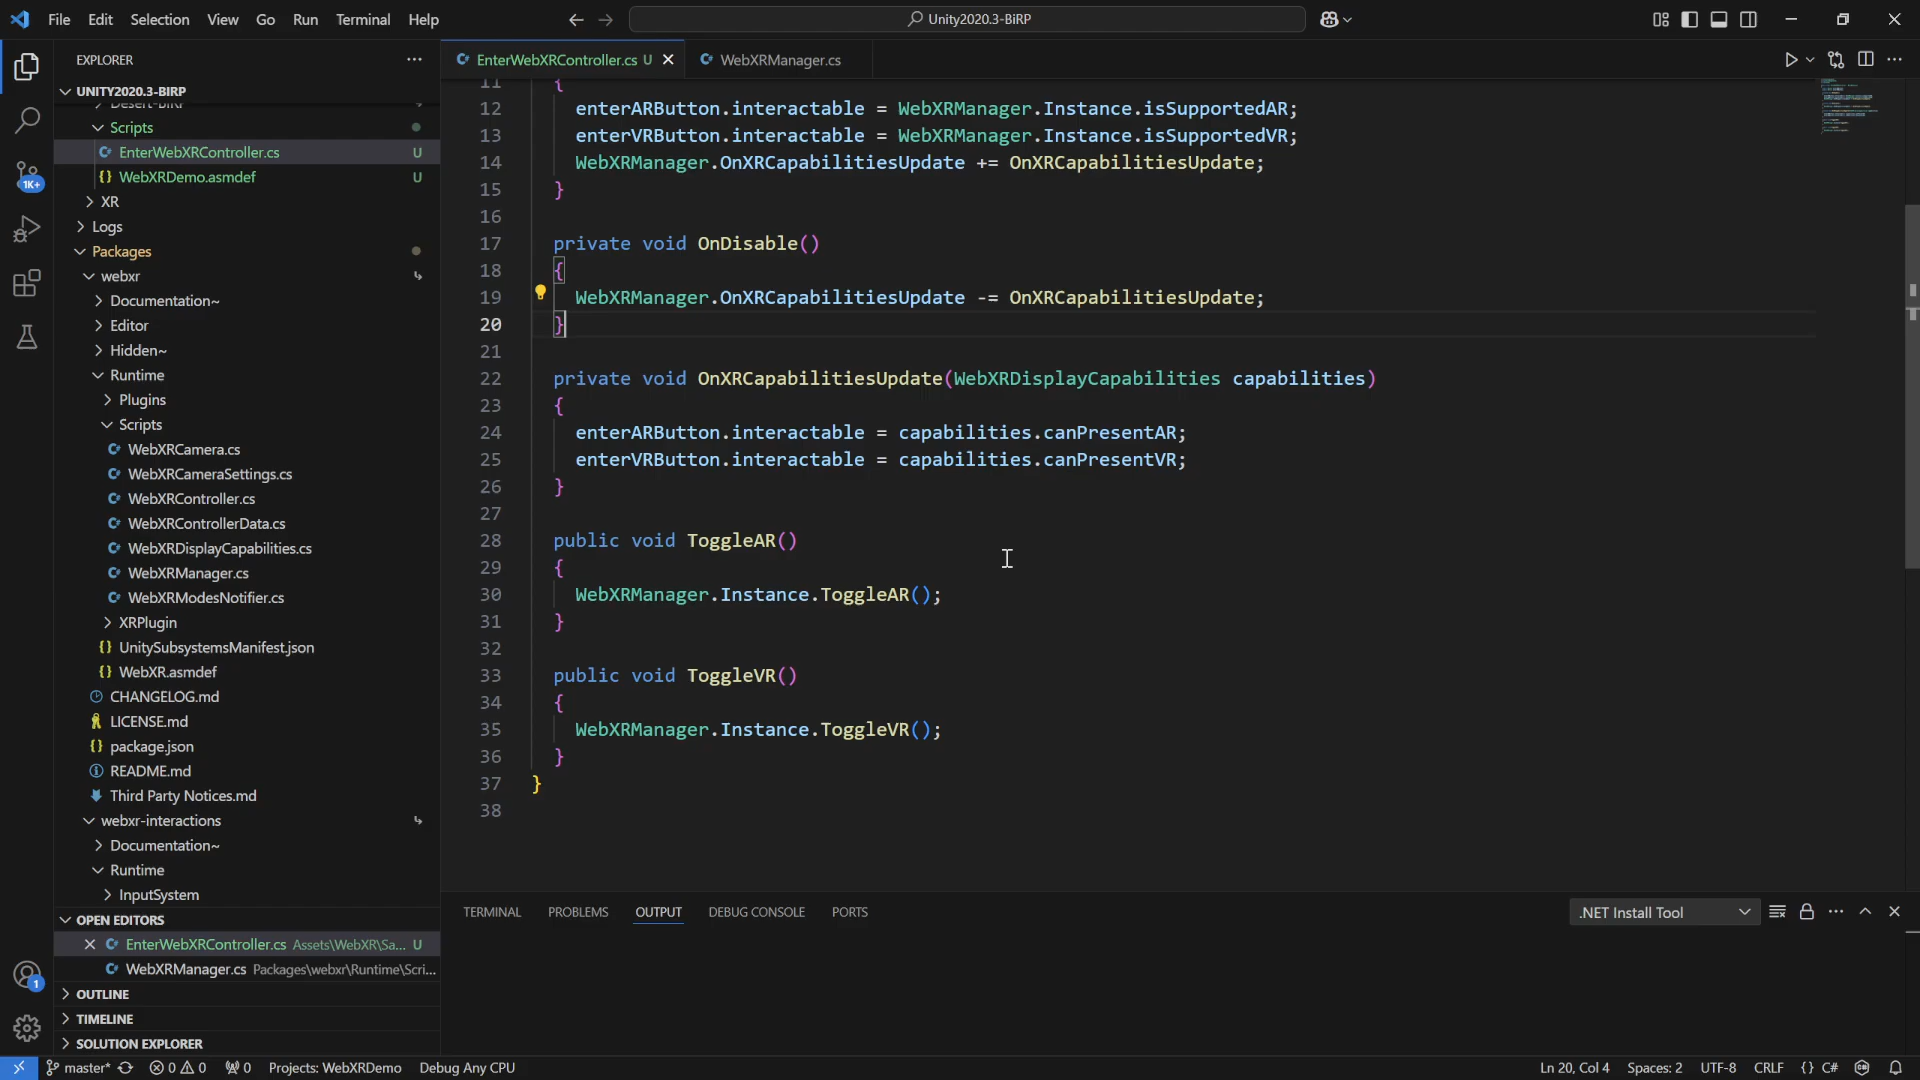 File Edit Selection View Go Run Terminal Help
Unity2020.3-BiRP
EXPLORER
UNITY2020.3-BIRP
Desert-BiRP
Scripts
EnterWebXRController.cs U
WebXRDemo.asmdef U
XR
Logs
Packages
webxr
Documentation~
Editor
Hidden~
Runtime
Plugins
Scripts
WebXRCamera.cs
WebXRCameraSettings.cs
WebXRController.cs
WebXRControllerData.cs
WebXRDisplayCapabilities.cs
WebXRManager.cs
WebXRModesNotifier.cs
XRPlugin
UnitySubsystemsManifest.json
WebXR.asmdef
CHANGELOG.md
LICENSE.md
package.json
README.md
Third Party Notices.md
webxr-interactions
Documentation~
Runtime
InputSystem
OPEN EDITORS
EnterWebXRController.cs Assets\WebXR\Sa... U
WebXRManager.cs Packages\webxr\Runtime\Scri...
OUTLINE
TIMELINE
SOLUTION EXPLORER
1K+
1
EnterWebXRController.cs U
WebXRManager.cs
11 {
12 enterARButton.interactable = WebXRManager.Instance.isSupportedAR;
13 enterVRButton.interactable = WebXRManager.Instance.isSupportedVR;
14 WebXRManager.OnXRCapabilitiesUpdate += OnXRCapabilitiesUpdate;
15 }
16
17 private void OnDisable()
18 {
19 WebXRManager.OnXRCapabilitiesUpdate -= OnXRCapabilitiesUpdate;
20 }
21
22 private void OnXRCapabilitiesUpdate(WebXRDisplayCapabilities capabilities)
23 {
24 enterARButton.interactable = capabilities.canPresentAR;
25 enterVRButton.interactable = capabilities.canPresentVR;
26 }
27
28 public void ToggleAR()
29 {
30 WebXRManager.Instance.ToggleAR();
31 }
32
33 public void ToggleVR()
34 {
35 WebXRManager.Instance.ToggleVR();
36 }
37 }
38
TERMINAL PROBLEMS OUTPUT DEBUG CONSOLE PORTS
.NET Install Tool
master* 0 0 0 Projects: WebXRDemo Debug Any CPU
Ln 20, Col 4 Spaces: 2 UTF-8 CRLF {} C#